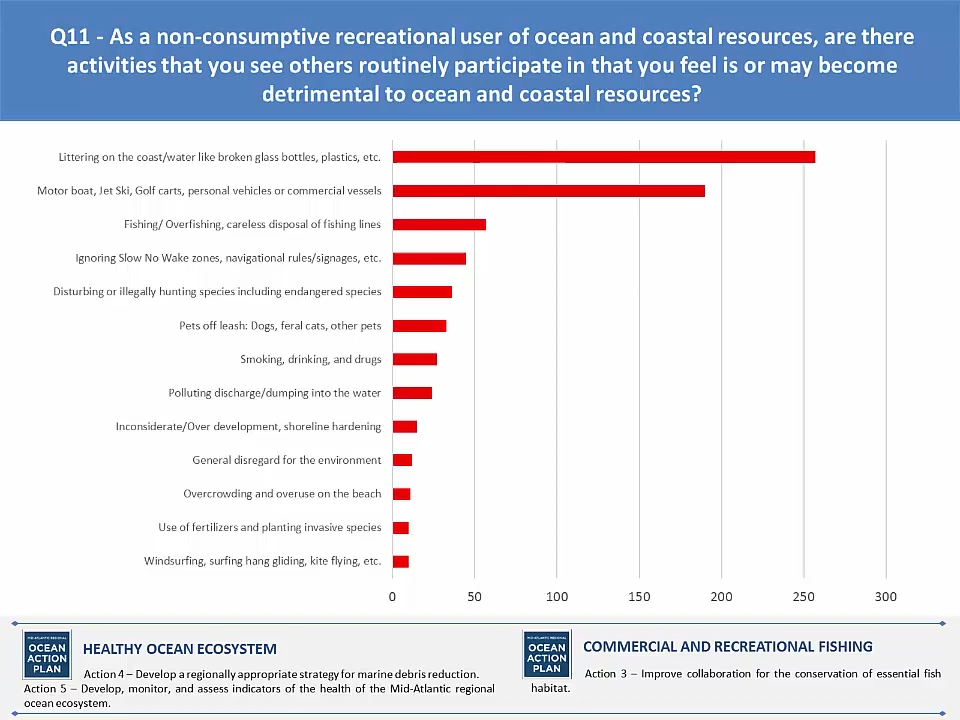 Q11 - As a non-consumptive recreational user of ocean and coastal resources, are there
activities that you see others routinely participate in that you feel is or may become
detrimental to ocean and coastal resources?
Littering on the coast/water like broken glass bottles, plastics, etc.
Motor boat, Jet Ski, Golf carts, personal vehicles or commercial vessels
Fishing/ Overfishing, careless disposal of fishing lines
Ignoring Slow No Wake zones, navigational rules/signages, etc.
Disturbing or illegally hunting species including endangered species
Pets off leash: Dogs, feral cats, other pets
Smoking, drinking, and drugs
Polluting discharge/dumping into the water
Inconsiderate/Over development, shoreline hardening
General disregard for the environment
Overcrowding and overuse on the beach
Use of fertilizers and planting invasive species
Windsurfing, surfing hang gliding, kite flying, etc.
0 50 100 150 200 250 300
MID-ATLANTIC REGIONAL
OCEAN
ACTION
PLAN
HEALTHY OCEAN ECOSYSTEM
Action 4 – Develop a regionally appropriate strategy for marine debris reduction.
Action 5 – Develop, monitor, and assess indicators of the health of the Mid-Atlantic regional
ocean ecosystem.
MID-ATLANTIC REGIONAL
OCEAN
ACTION
PLAN
COMMERCIAL AND RECREATIONAL FISHING
Action 3 – Improve collaboration for the conservation of essential fish
habitat.